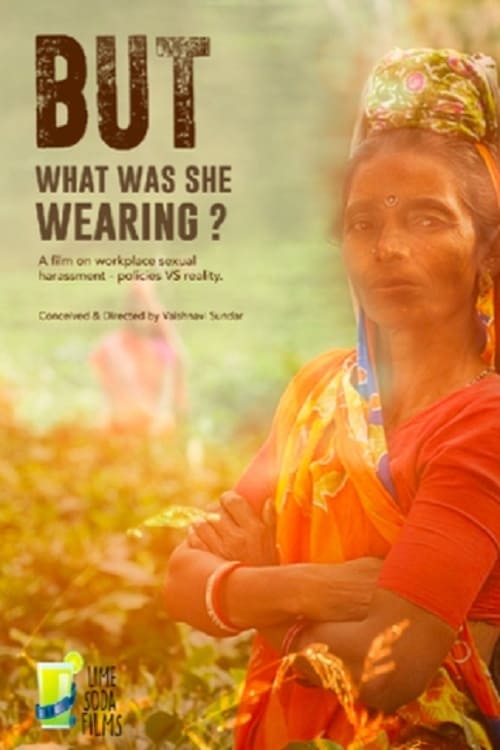 BUT
WHAT WAS SHE
WEARING ?
A film on workplace sexual
harassment - policies VS reality.
Conceived & Directed by Vaishnavi Sundar
LIME
SODA
FILMS